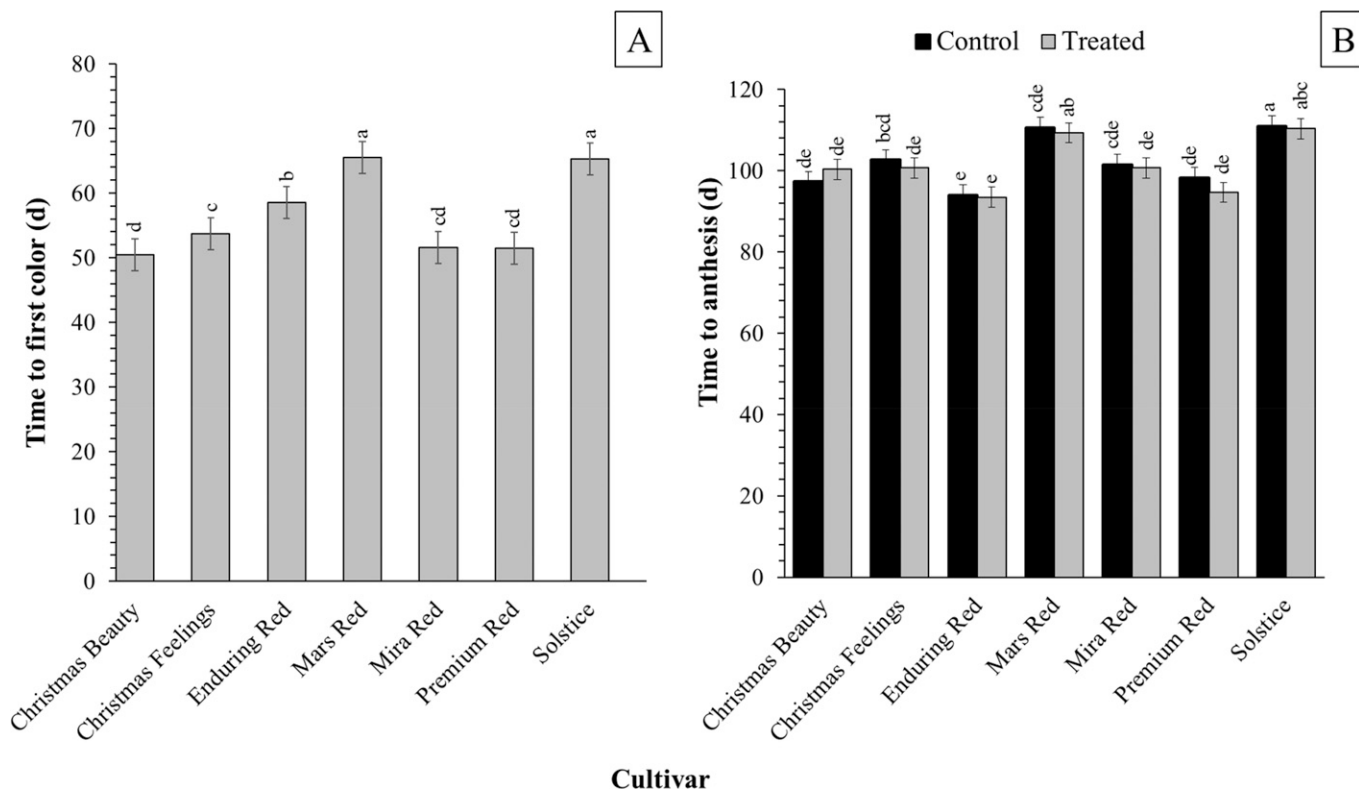 A
Time to first color (d)
80
70
60
50
40
30
20
10
0
d
c
b
a
cd
cd
a
Christmas Beauty
Christmas Feelings
Enduring Red
Mars Red
Mira Red
Premium Red
Solstice
B
Control
Treated
Time to anthesis (d)
120
100
80
60
40
20
0
de
de
bcd
de
e
e
cde
ab
cde
de
de
de
a
abc
Christmas Beauty
Christmas Feelings
Enduring Red
Mars Red
Mira Red
Premium Red
Solstice
Cultivar